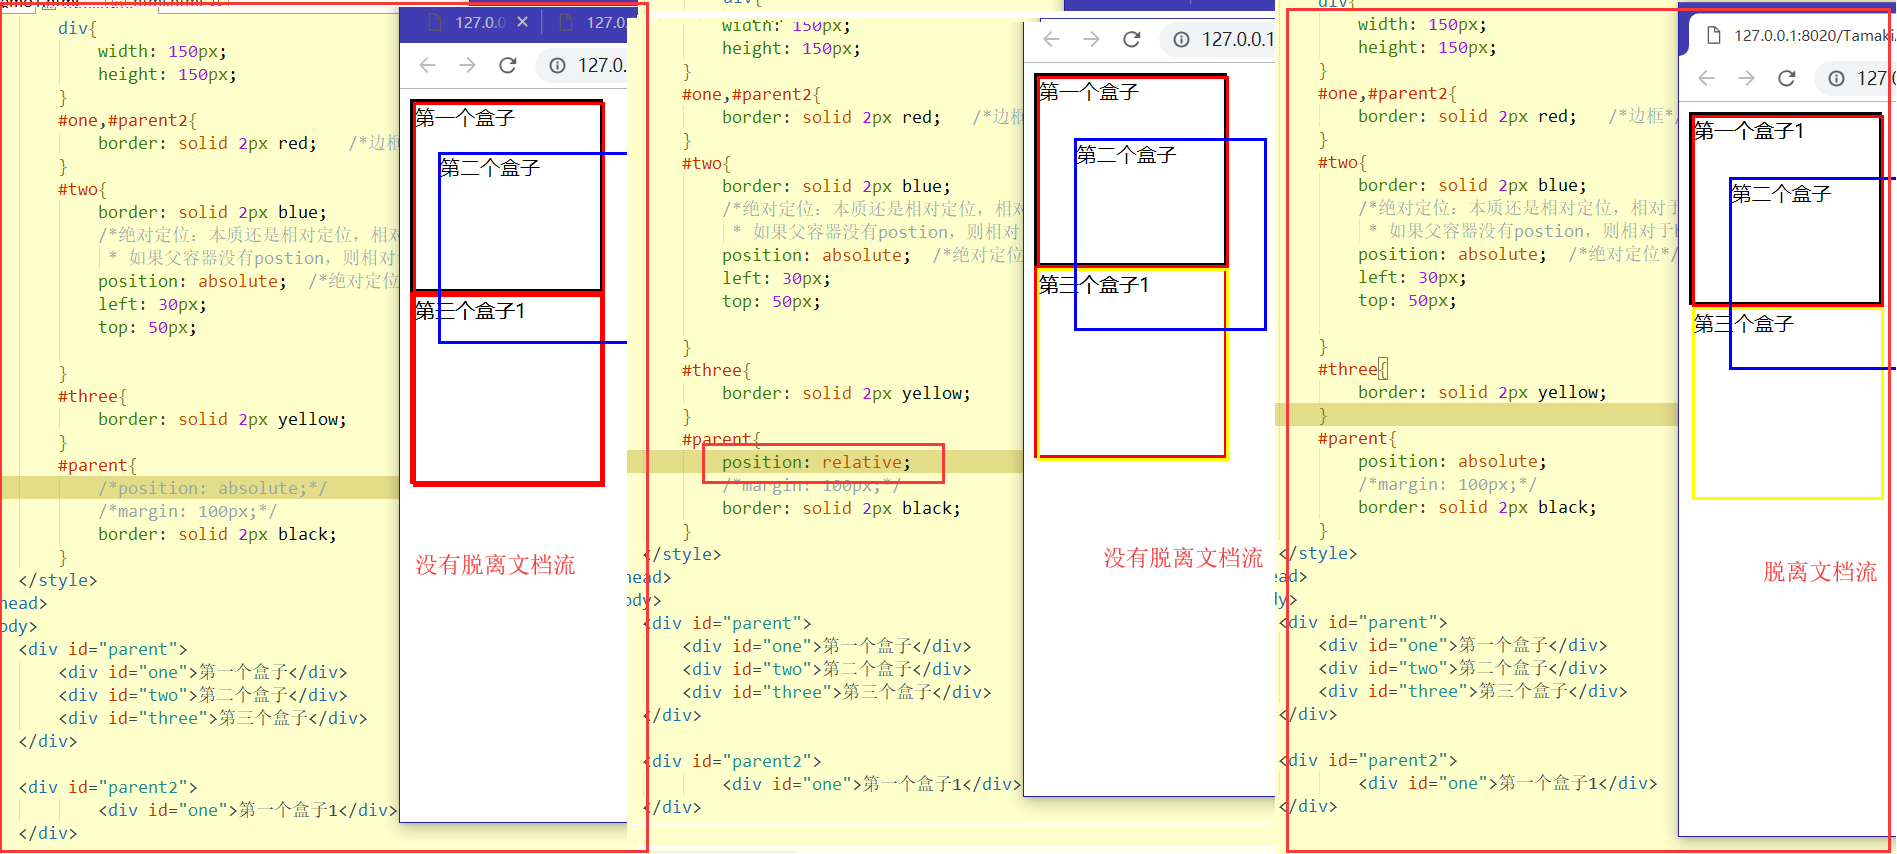 div{
width: 150px;
height: 150px;
}
#one,#parent2{
border: solid 2px red; /*边框
}
#two{
border: solid 2px blue;
/*绝对定位：本质还是相对定位，相对
* 如果父容器没有postion，则相对
position: absolute; /*绝对定位
left: 30px;
top: 50px;
}
#three{
border: solid 2px yellow;
}
#parent{
/*position: absolute;*/
/*margin: 100px;*/
border: solid 2px black;
}
</style>
head>
ody>
<div id="parent">
<div id="one">第一个盒子</div>
<div id="two">第二个盒子</div>
<div id="three">第三个盒子</div>
</div>
<div id="parent2">
<div id="one">第一个盒子1</div>
</div>
127.0.0
127.0.
127.0.
第一个盒子
第二个盒子
第三个盒子1
没有脱离文档流
div{
width: 150px;
height: 150px;
}
#one,#parent2{
border: solid 2px red; /*边框
}
#two{
border: solid 2px blue;
/*绝对定位：本质还是相对定位，相对
* 如果父容器没有postion，则相对
position: absolute; /*绝对定位
left: 30px;
top: 50px;
}
#three{
border: solid 2px yellow;
}
#parent{
position: relative;
/*margin: 100px;*/
border: solid 2px black;
}
</style>
head>
ody>
<div id="parent">
<div id="one">第一个盒子</div>
<div id="two">第二个盒子</div>
<div id="three">第三个盒子</div>
</div>
<div id="parent2">
<div id="one">第一个盒子1</div>
</div>
127.0.0.1
第一个盒子
第二个盒子
第三个盒子1
没有脱离文档流
div{
width: 150px;
height: 150px;
}
#one,#parent2{
border: solid 2px red; /*边框*/
}
#two{
border: solid 2px blue;
/*绝对定位：本质还是相对定位，相对于
* 如果父容器没有postion，则相对于b
position: absolute; /*绝对定位*/
left: 30px;
top: 50px;
}
#three{
border: solid 2px yellow;
}
#parent{
position: absolute;
/*margin: 100px;*/
border: solid 2px black;
}
</style>
ead>
dy>
<div id="parent">
<div id="one">第一个盒子</div>
<div id="two">第二个盒子</div>
<div id="three">第三个盒子</div>
</div>
<div id="parent2">
<div id="one">第一个盒子1</div>
</div>
127.0.0.1:8020/Tamaki
127.0
第一个盒子1
第二个盒子
第三个盒子
脱离文档流